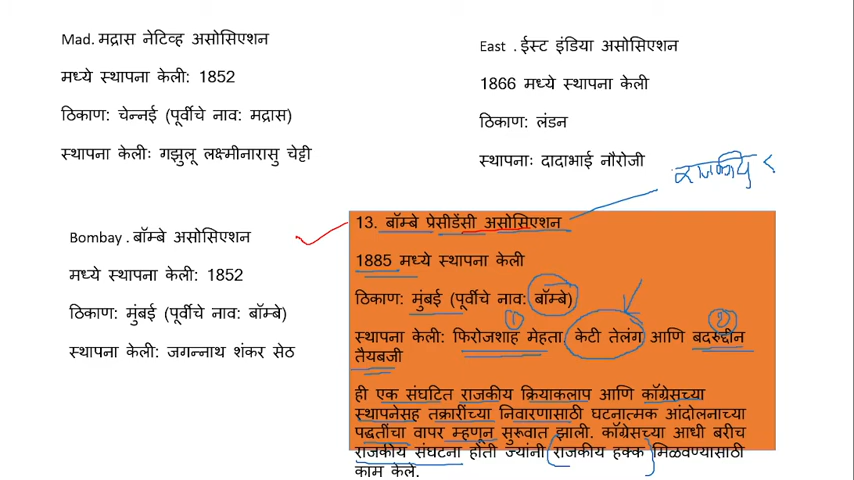 Mad. मद्रास नेटिव्ह असोसिएशन
मध्ये स्थापना केली: 1852
ठिकाण: चेन्नई (पूर्वीचे नाव: मद्रास)
स्थापना केली: गझुलू लक्ष्मीनारासु चेट्टी
East . ईस्ट इंडिया असोसिएशन
1866 मध्ये स्थापना केली
ठिकाण: लंडन
स्थापना: दादाभाई नौरोजी
राजकीय
Bombay . बॉम्बे असोसिएशन
मध्ये स्थापना केली: 1852
ठिकाण: मुंबई (पूर्वीचे नाव: बॉम्बे)
स्थापना केली: जगन्नाथ शंकर सेठ
13. बॉम्बे प्रेसीडेंसी असोसिएशन
1885 मध्ये स्थापना केली
ठिकाण: मुंबई (पूर्वीचे नाव: बॉम्बे)
1 2
स्थापना केली: फिरोजशाह मेहता केटी तेलंग आणि बदरुद्दीन
तैयबजी
ही एक संघटित राजकीय क्रियाकलाप आणि काँग्रेसच्या
स्थापनेसह तक्रारींच्या निवारणासाठी घटनात्मक आंदोलनाच्या
पद्धतींचा वापर म्हणून सुरूवात झाली. काँग्रेसच्या आधी बरीच
राजकीय संघटना होती ज्यांनी राजकीय हक्क मिळवण्यासाठी
काम केले.